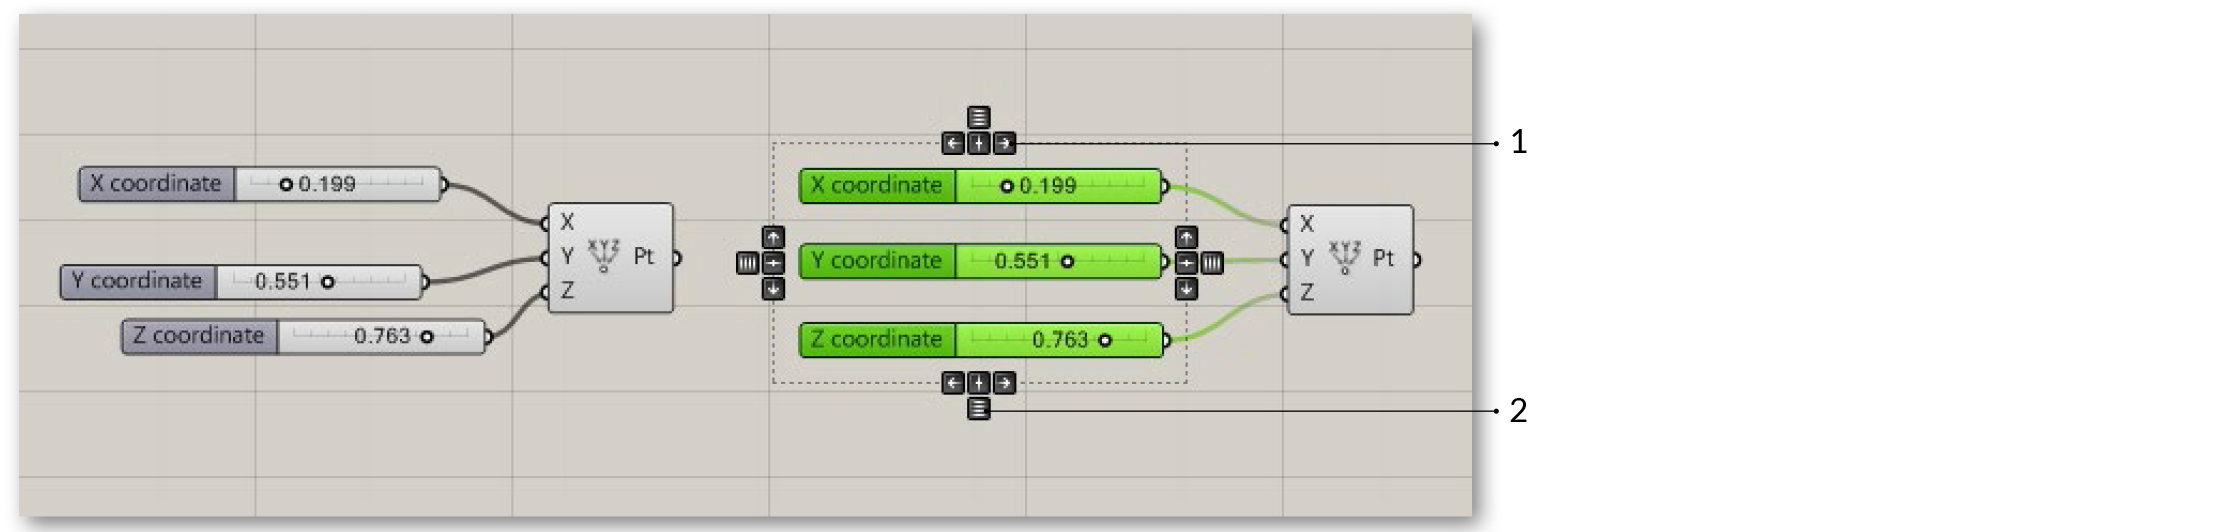 1
X coordinate 0.199
X coordinate 0.199
X
X
Y coordinate 0.551
Y XYZ Pt
Y coordinate 0.551
Y XYZ Pt
Z coordinate 0.763
Z
Z coordinate 0.763
Z
2